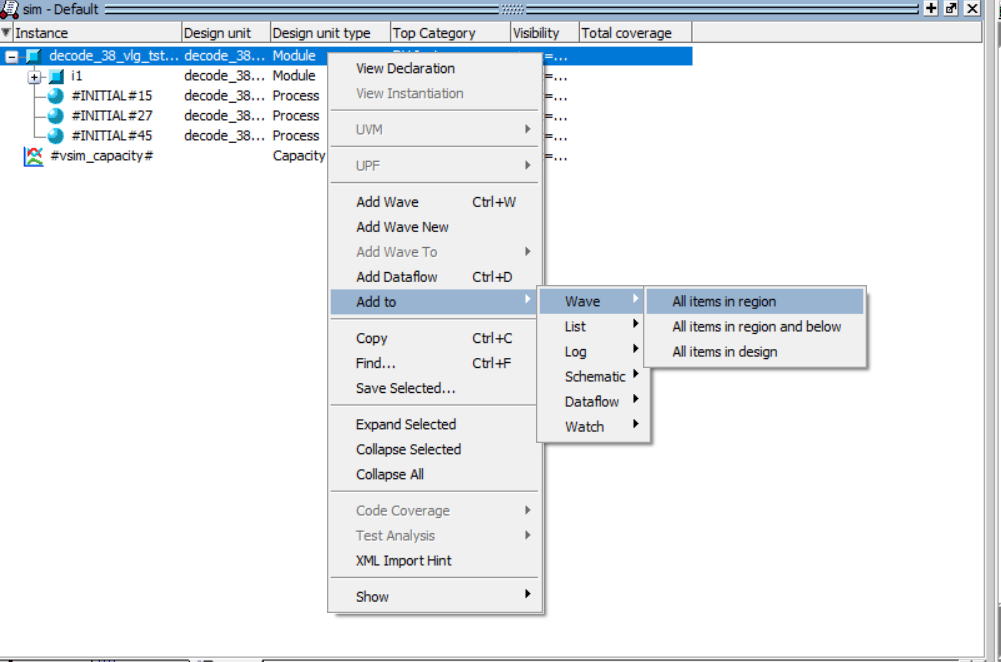 sim - Default
Instance Design unit Design unit type Top Category Visibility Total coverage
decode_38_vlg_tst... decode_38... Module =...
i1 decode_38... Module =...
#INITIAL#15 decode_38... Process =...
#INITIAL#27 decode_38... Process =...
#INITIAL#45 decode_38... Process =...
#vsim_capacity# Capacity =...
View Declaration
View Instantiation
UVM
UPF
Add Wave Ctrl+W
Add Wave New
Add Wave To
Add Dataflow Ctrl+D
Add to
Copy Ctrl+C
Find... Ctrl+F
Save Selected...
Expand Selected
Collapse Selected
Collapse All
Code Coverage
Test Analysis
XML Import Hint
Show
Wave
List
Log
Schematic
Dataflow
Watch
All items in region
All items in region and below
All items in design